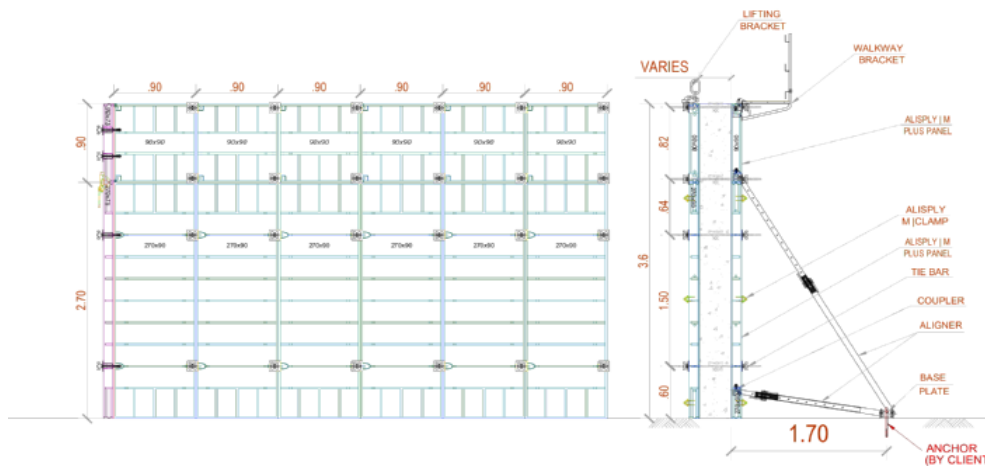 LIFTING
BRACKET
WALKWAY
BRACKET
VARIES
.90
.90
.90
.90
.90
.90
.90
2.70
90x90
90x90
90x90
90x90
90x90
90x90
270x90
270x90
270x90
270x90
270x90
270x90
3.6
.82
.64
1.50
.60
90x90
ALISPLY | M
PLUS PANEL
ALISPLY
M |CLAMP
ALISPLY | M
PLUS PANEL
TIE BAR
COUPLER
ALIGNER
BASE
PLATE
1.70
ANCHOR
(BY CLIENT